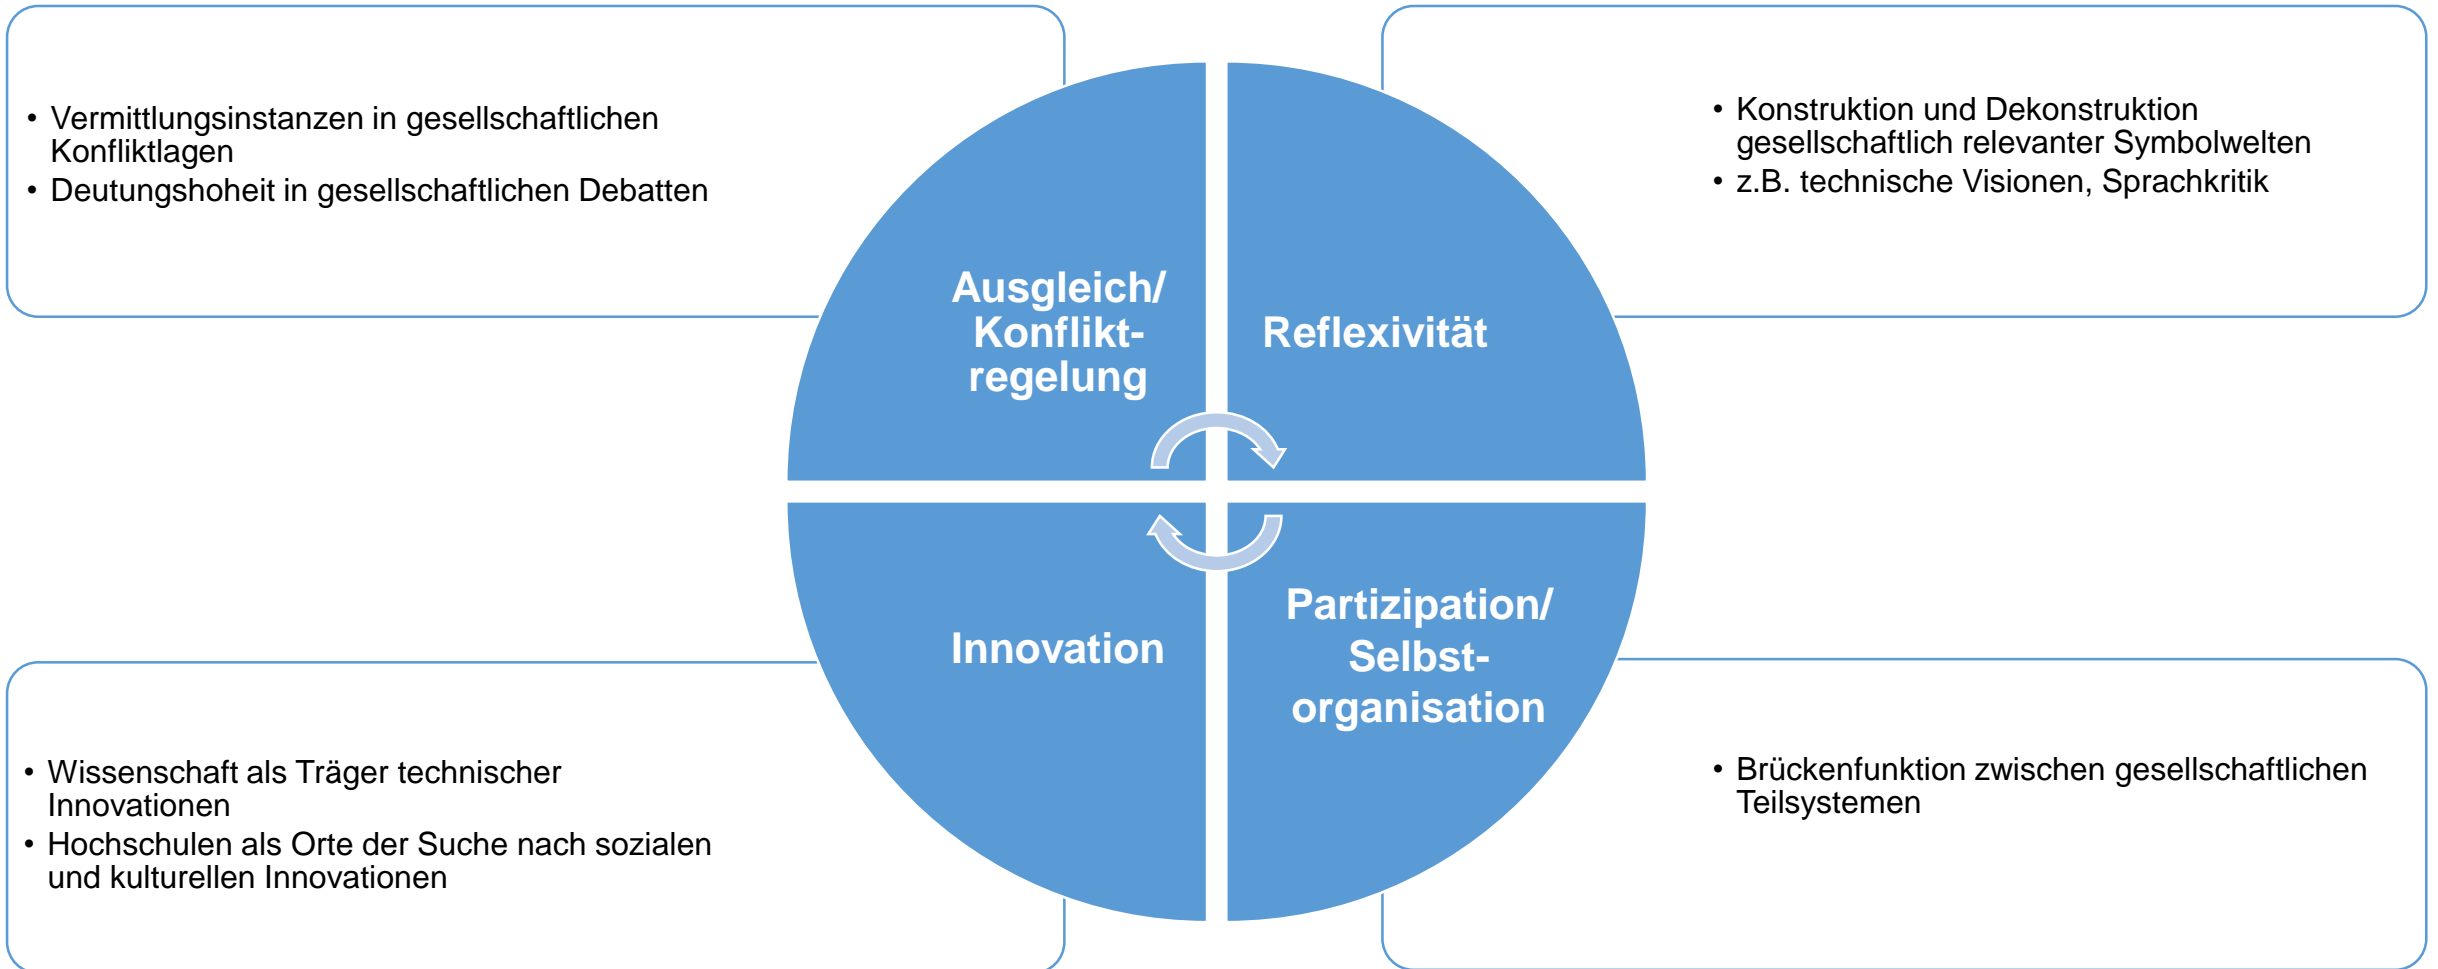 • Vermittlungsinstanzen in gesellschaftlichen
Konfliktlagen
• Deutungshoheit in gesellschaftlichen Debatten
• Konstruktion und Dekonstruktion
gesellschaftlich relevanter Symbolwelten
• z.B. technische Visionen, Sprachkritik
Ausgleich/
Konflikt-
regelung
Reflexivität
Innovation
Partizipation/
Selbst-
organisation
• Wissenschaft als Träger technischer
Innovationen
• Hochschulen als Orte der Suche nach sozialen
und kulturellen Innovationen
• Brückenfunktion zwischen gesellschaftlichen
Teilsystemen